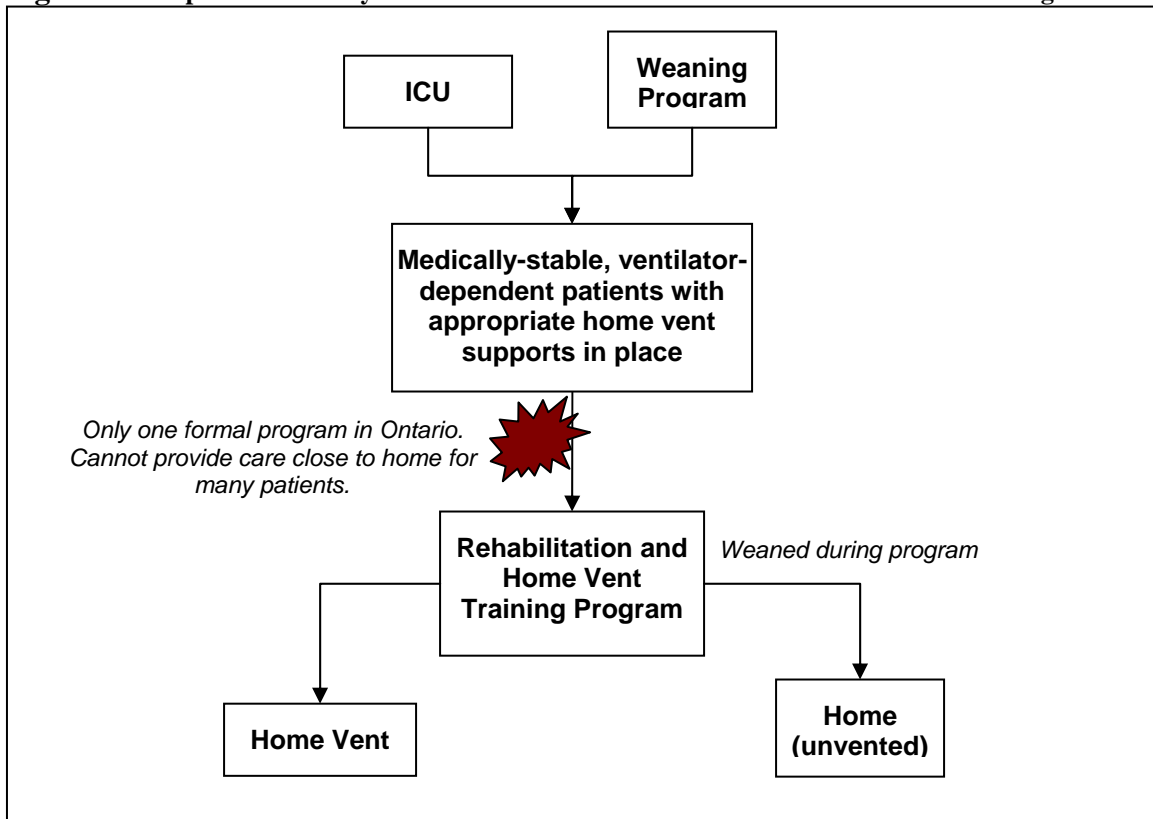 ICU
Weaning
Program
Medically-stable, ventilator-
dependent patients with
appropriate home vent
supports in place
Only one formal program in Ontario.
Cannot provide care close to home for
many patients.
Rehabilitation and
Home Vent
Training Program
Weaned during program
Home Vent
Home
(unvented)